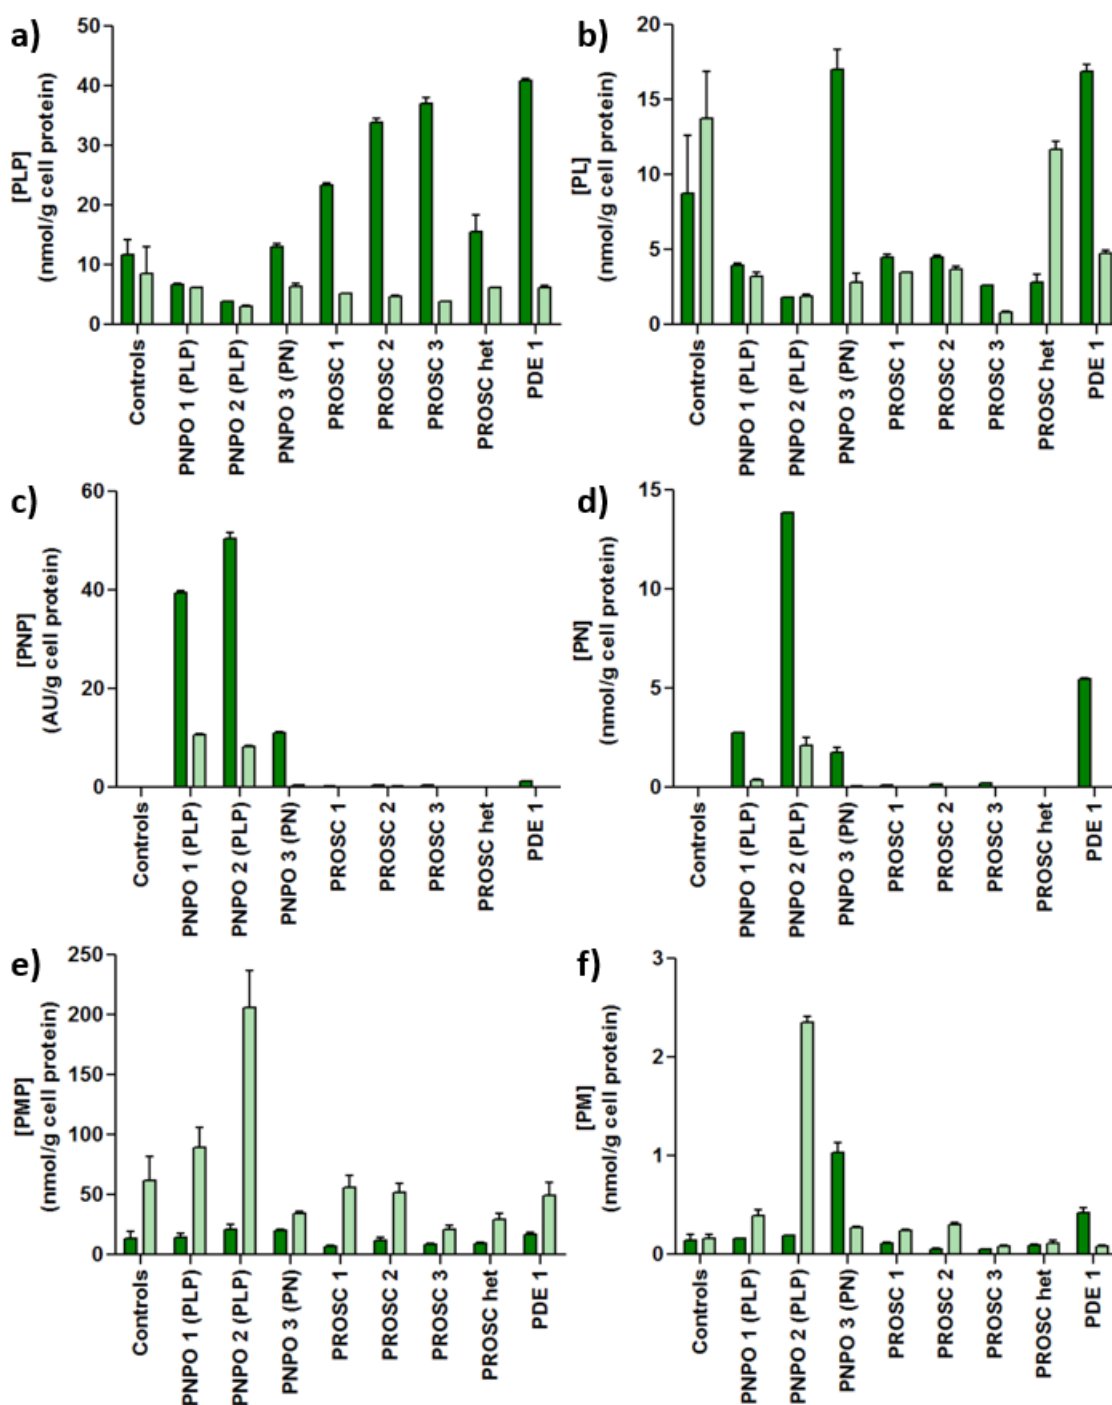 a)
[PLP]
(nmol/g cell protein)
50
40
30
20
10
0
Controls
PNPO 1 (PLP)
PNPO 2 (PLP)
PNPO 3 (PN)
PROSC 1
PROSC 2
PROSC 3
PROSC het
PDE 1
b)
[PL]
(nmol/g cell protein)
20
15
10
5
0
Controls
PNPO 1 (PLP)
PNPO 2 (PLP)
PNPO 3 (PN)
PROSC 1
PROSC 2
PROSC 3
PROSC het
PDE 1
c)
[PNP]
(AU/g cell protein)
60
40
20
0
Controls
PNPO 1 (PLP)
PNPO 2 (PLP)
PNPO 3 (PN)
PROSC 1
PROSC 2
PROSC 3
PROSC het
PDE 1
d)
[PN]
(nmol/g cell protein)
15
10
5
0
Controls
PNPO 1 (PLP)
PNPO 2 (PLP)
PNPO 3 (PN)
PROSC 1
PROSC 2
PROSC 3
PROSC het
PDE 1
e)
[PMP]
(nmol/g cell protein)
250
200
150
100
50
0
Controls
PNPO 1 (PLP)
PNPO 2 (PLP)
PNPO 3 (PN)
PROSC 1
PROSC 2
PROSC 3
PROSC het
PDE 1
f)
[PM]
(nmol/g cell protein)
3
2
1
0
Controls
PNPO 1 (PLP)
PNPO 2 (PLP)
PNPO 3 (PN)
PROSC 1
PROSC 2
PROSC 3
PROSC het
PDE 1